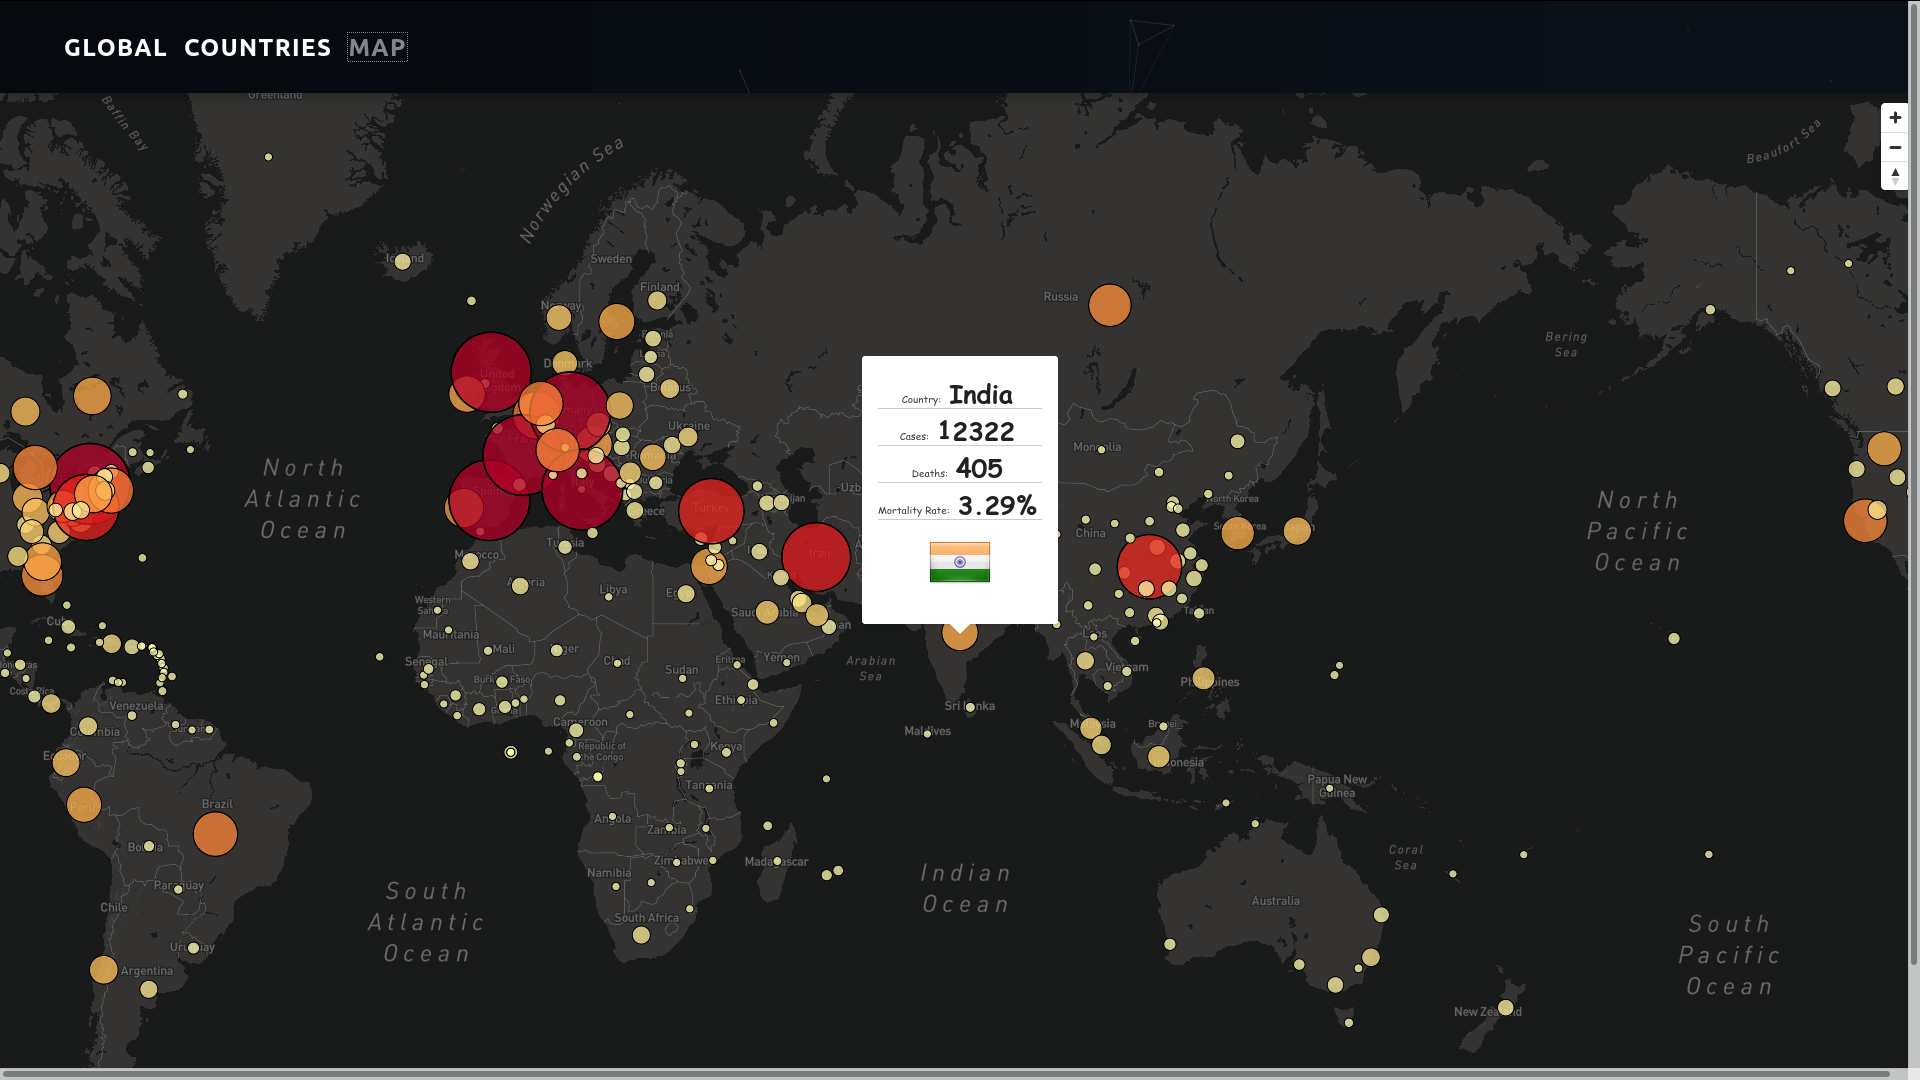 GLOBAL COUNTRIES MAP
Greenland
Baffin Bay
Beaufort Sea
Norwegian Sea
Iceland
Sweden
Finland
Norway
Russia
Bering
Sea
Denmark
United
Kingdom
Belarus
Ukraine
Country: India
Cases: 12322
Deaths: 405
Mortality Rate: 3.29%
Mongolia
North
Atlantic
Ocean
Spain
Italy
Greece
Turkey
Iran
China
North Korea
South Korea
Japan
North
Pacific
Ocean
Morocco
Tunisia
Algeria
Libya
Saudi Arabia
Western
Sahara
Mauritania
Mali
Niger
Chad
Sudan
Eritrea
Yemen
Arabian
Sea
Laos
Vietnam
Philippines
Taiwan
Senegal
Burkina Faso
Ethiopia
Sri Lanka
Maldives
Malaysia
Brunei
Indonesia
Costa Rica
Venezuela
Colombia
Ecuador
Peru
Brazil
Bolivia
Paraguay
Chile
Uruguay
Argentina
Cameroon
Republic of
the Congo
Kenya
Tanzania
Angola
Zambia
Zimbabwe
Madagascar
Namibia
South Africa
Papua New
Guinea
Coral
Sea
Australia
New Zealand
South
Atlantic
Ocean
Indian
Ocean
South
Pacific
Ocean